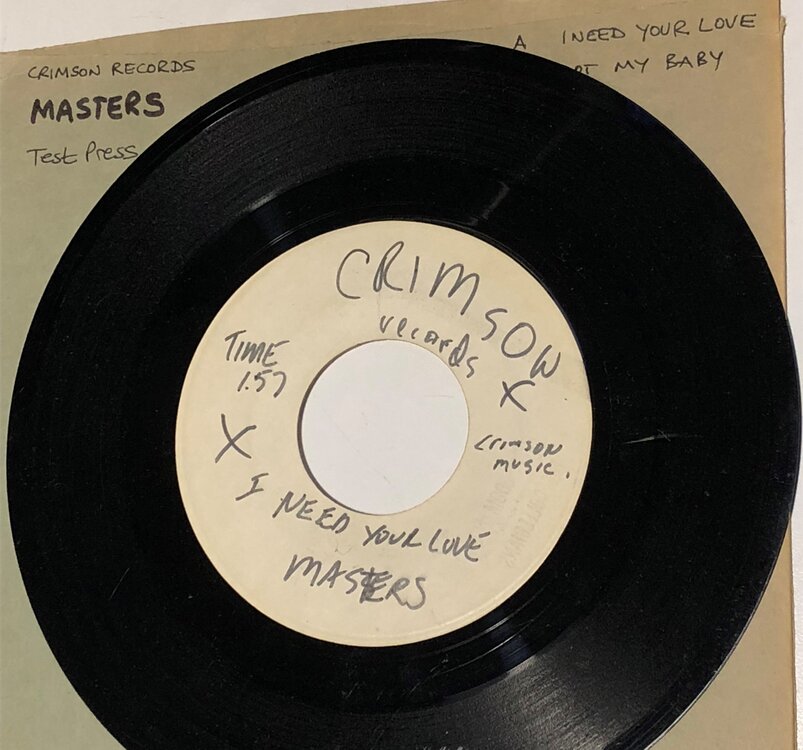 CRIMSON RECORDS
MASTERS
Test Press
A I NEED YOUR LOVE
MY BABY
CRIMSON
records
X
TIME
1.57
X
CRIMSON
MUSIC.
I NEED YOUR LOVE
MASTERS